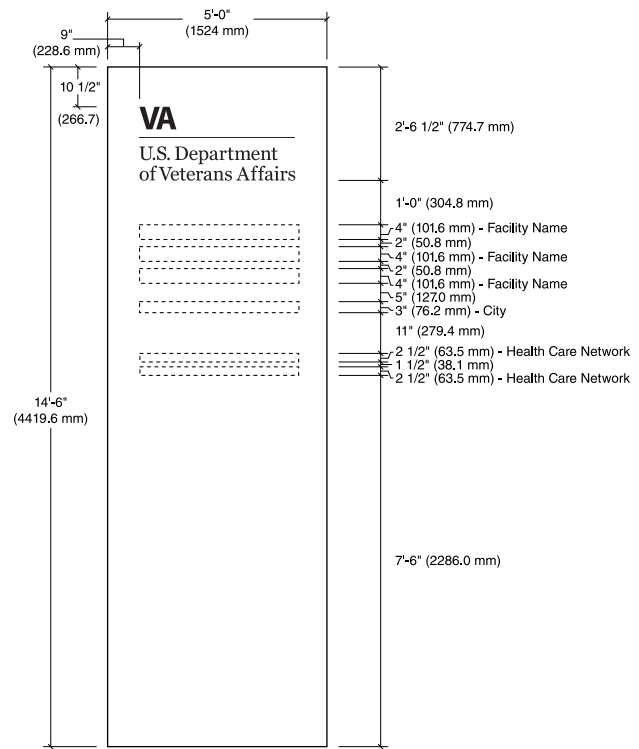 5'-0"
(1524 mm)
9"
(228.6 mm)
10 1/2"
(266.7)
VA
U.S. Department
of Veterans Affairs
2'-6 1/2" (774.7 mm)
1'-0" (304.8 mm)
4" (101.6 mm) - Facility Name
2" (50.8 mm)
4" (101.6 mm) - Facility Name
2" (50.8 mm)
4" (101.6 mm) - Facility Name
5" (127.0 mm)
3" (76.2 mm) - City
11" (279.4 mm)
2 1/2" (63.5 mm) - Health Care Network
1 1/2" (38.1 mm)
2 1/2" (63.5 mm) - Health Care Network
14'-6"
(4419.6 mm)
7'-6" (2286.0 mm)